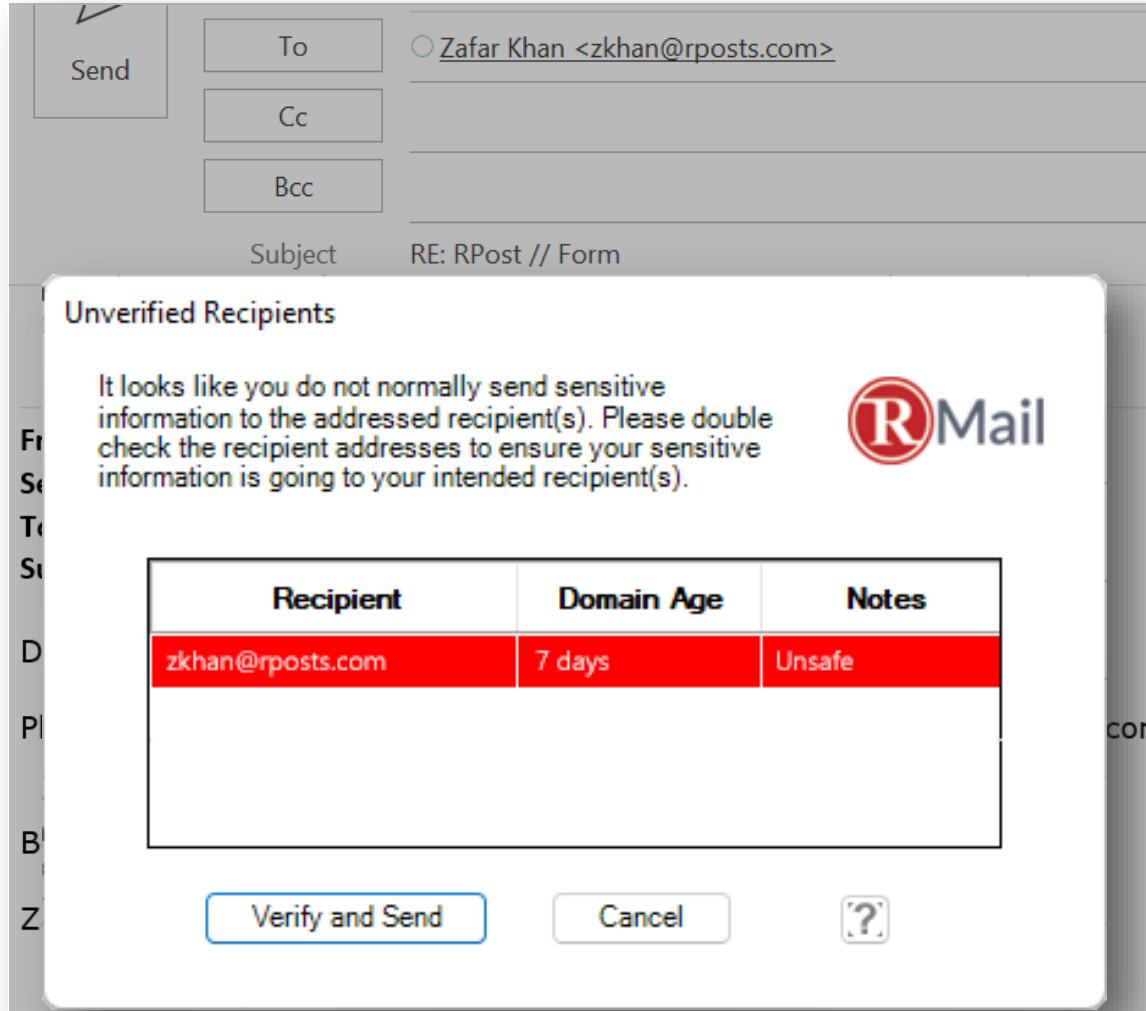 Send
To
Zafar Khan <zkhan@rposts.com>
Cc
Bcc
Subject RE: RPost // Form
Unverified Recipients
It looks like you do not normally send sensitive
information to the addressed recipient(s). Please double
check the recipient addresses to ensure your sensitive
information is going to your intended recipient(s).
RMail
Recipient Domain Age Notes
zkhan@rposts.com 7 days Unsafe
Verify and Send Cancel ?